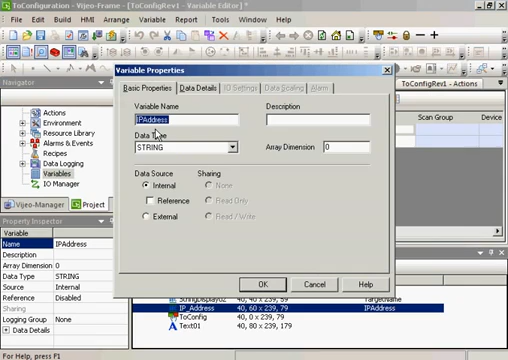 ToConfiguration - Vijeo-Frame - [ToConfigRev1 - Variable Editor]
File Edit Build HMI Arrange Variable Report Tools Window Help
Navigator
Actions
Environment
Resource Library
Alarms & Events
Recipes
Data Logging
Variables
IO Manager
Vijeo-Manager Project
Property Inspector
Variable
Name IPAddress
Description
Array Dimension 0
Data Type STRING
Source Internal
Reference Disabled
Sharing
Logging Group None
Data Details
For Help, press F1
Variable Properties
Basic Properties Data Details IO Settings Data Scaling Alarm
Variable Name
IPAddress
Description
Data Type
STRING
Array Dimension 0
Data Source
Internal
Reference
External
Sharing
None
Read Only
Read / Write
OK Cancel Help
ToConfigRev1 - Actions
Scan Group Device
StringDisplay02 40, 40 x 239, 59 TargetName
IP_Address 40, 60 x 239, 79 IPAddress
ToConfig 0, 0 x 239, 79
Text01 40, 80 x 239, 179